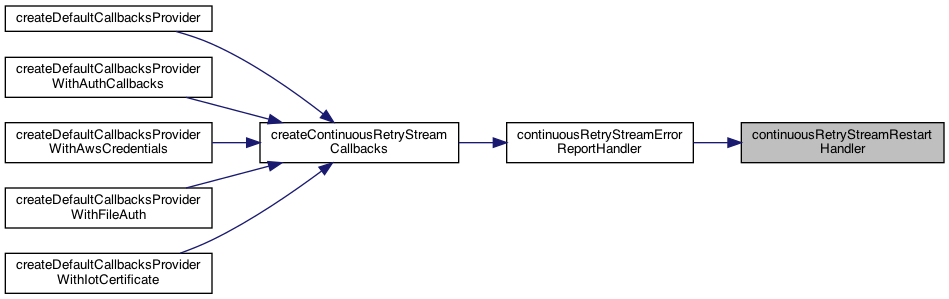 createDefaultCallbacksProvider
createDefaultCallbacksProvider
WithAuthCallbacks
createDefaultCallbacksProvider
WithAwsCredentials
createDefaultCallbacksProvider
WithFileAuth
createDefaultCallbacksProvider
WithIotCertificate
createContinuousRetryStream
Callbacks
continuousRetryStreamError
ReportHandler
continuousRetryStreamRestart
Handler